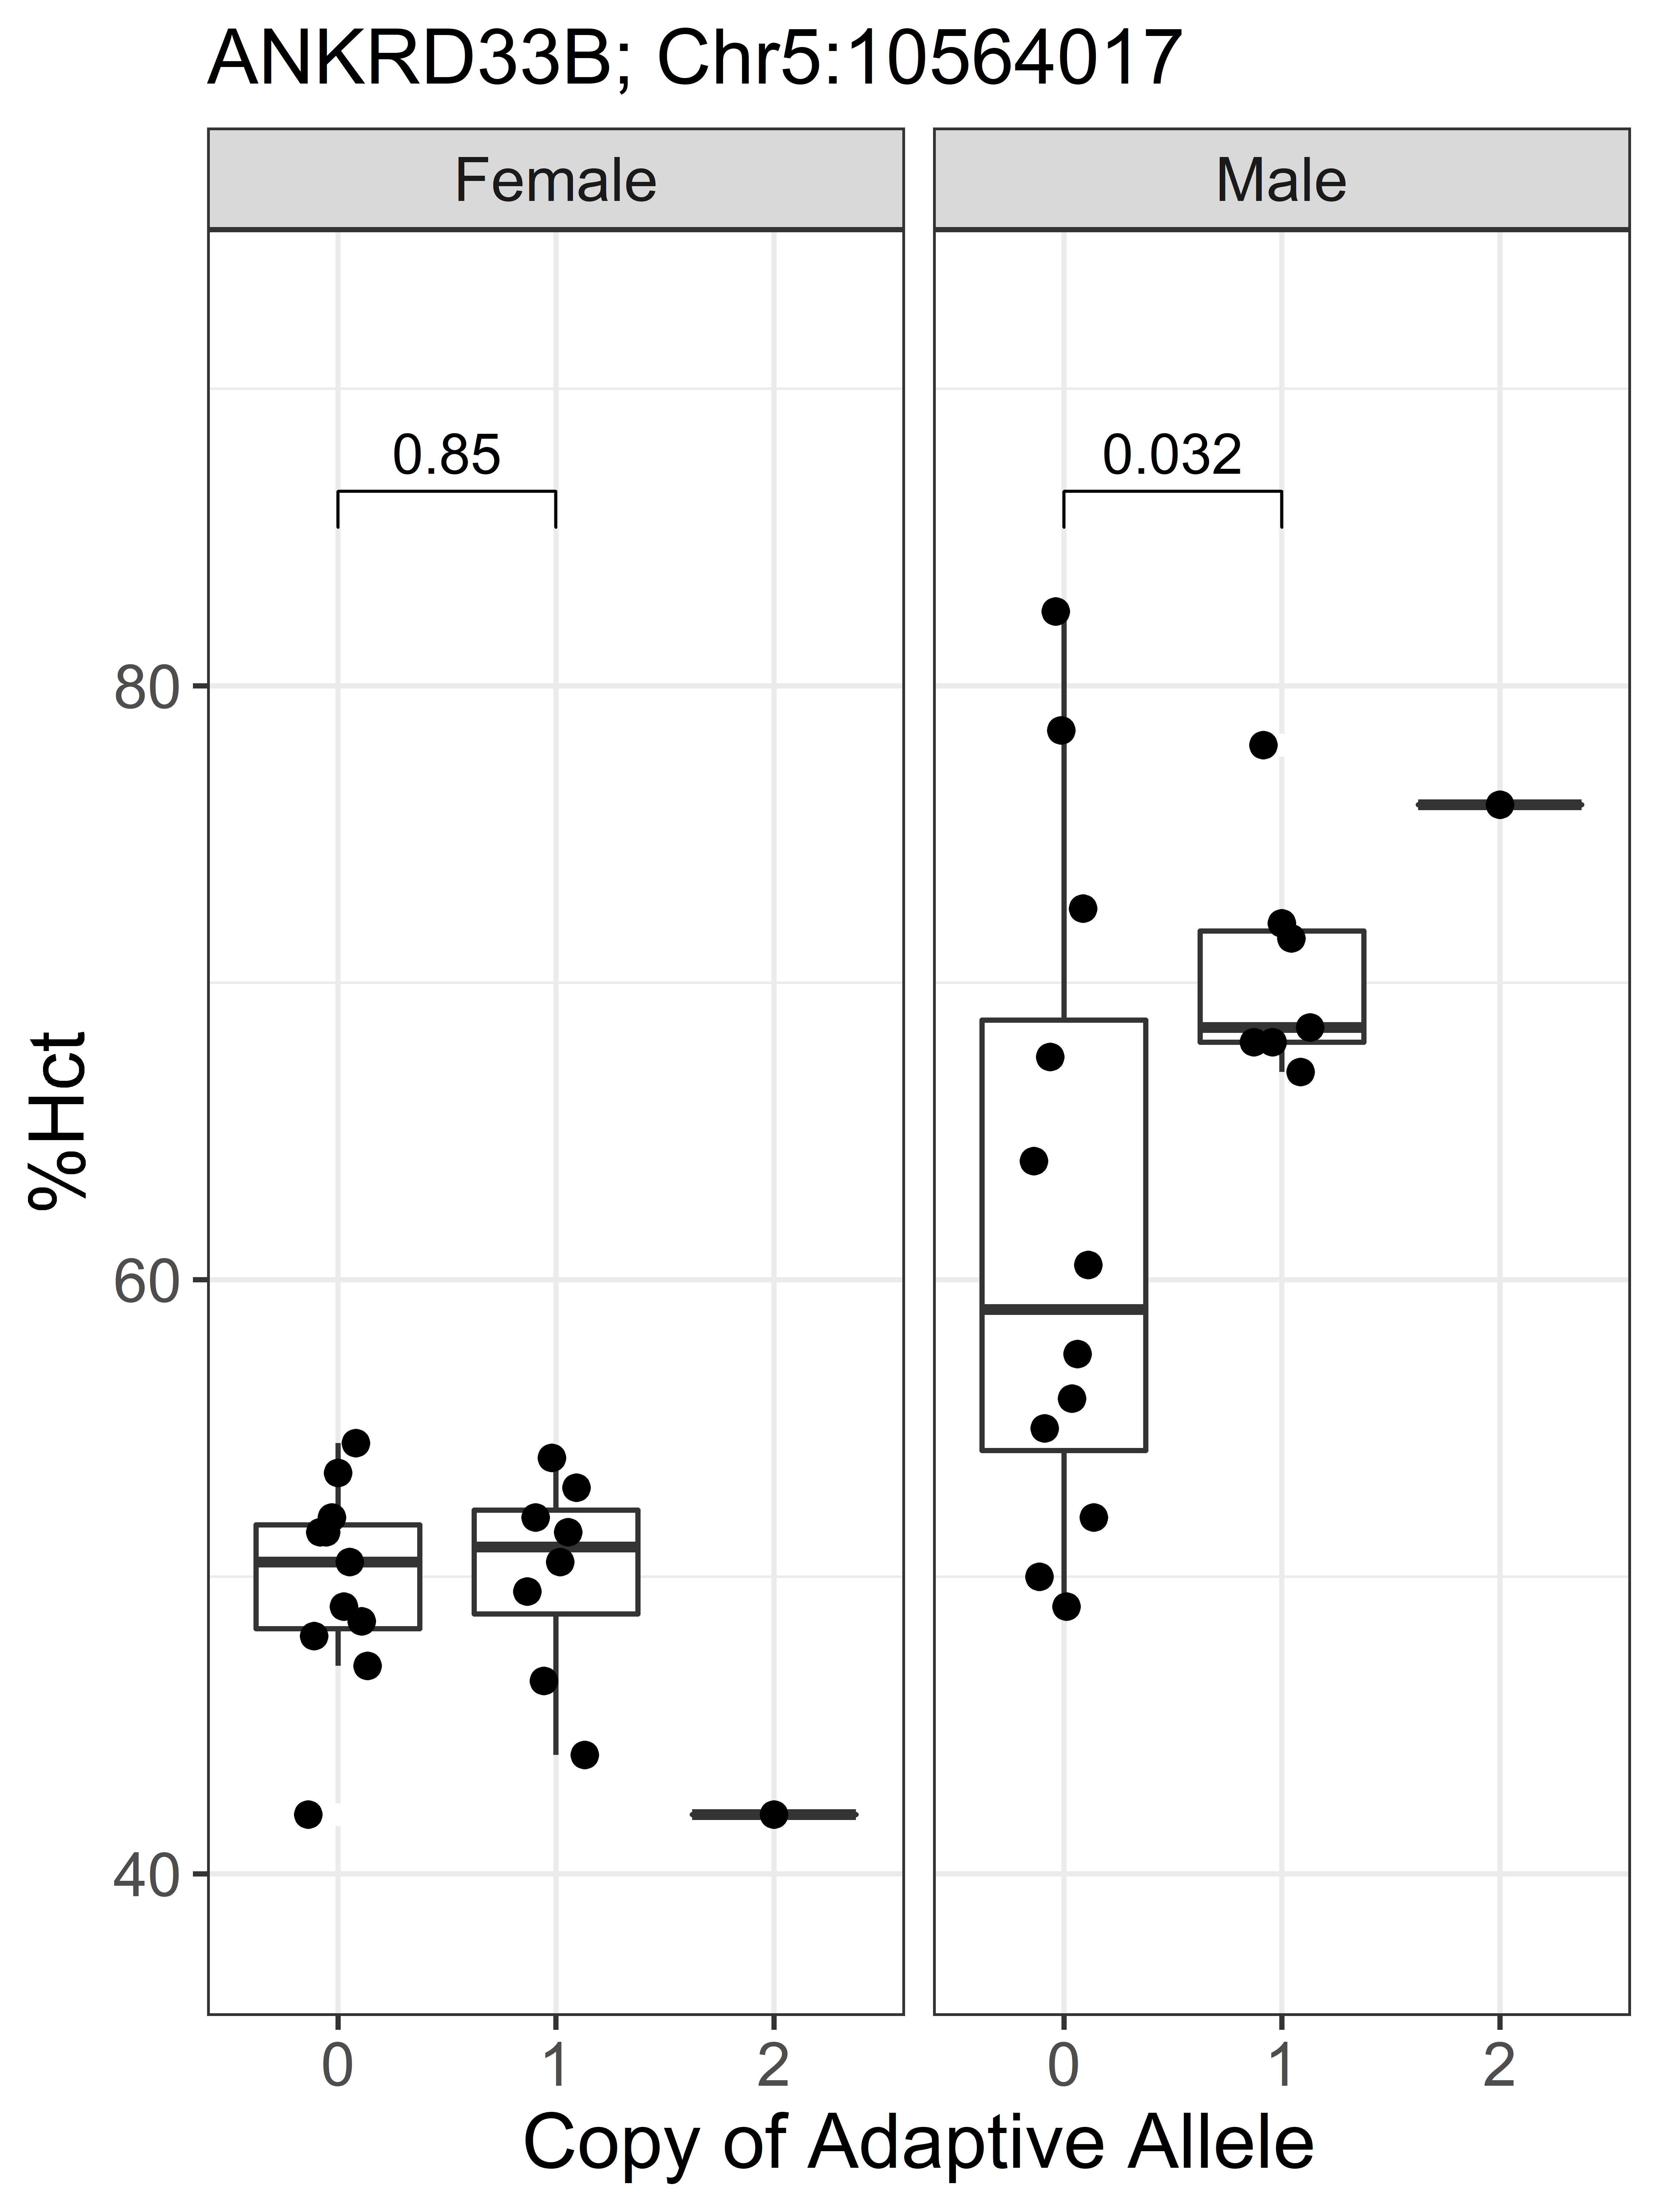 ANKRD33B; Chr5:10564017
Female
Male
0.85
0.032
%Hct
80
60
40
0
1
2
0
1
2
Copy of Adaptive Allele